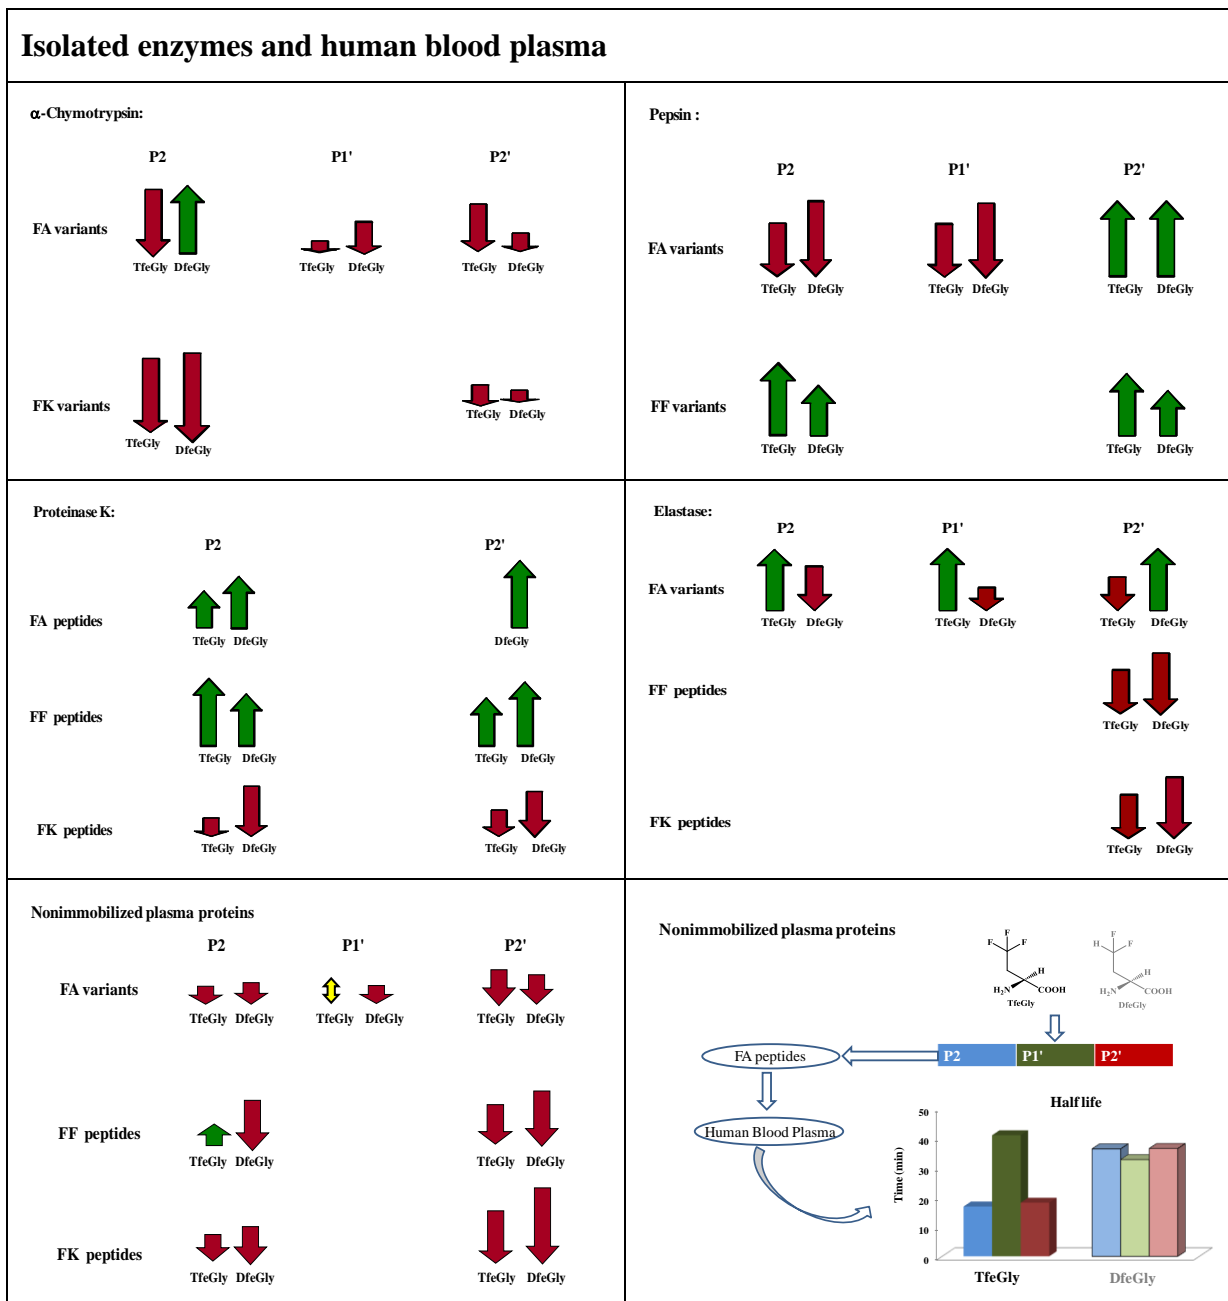 Isolated enzymes and human blood plasma
α-Chymotrypsin:
P2 P1' P2'
FA variants
TfeGly DfeGly TfeGly DfeGly TfeGly DfeGly
FK variants
TfeGly DfeGly TfeGly DfeGly
Pepsin :
P2 P1' P2'
FA variants
TfeGly DfeGly TfeGly DfeGly TfeGly DfeGly
FF variants
TfeGly DfeGly TfeGly DfeGly
Proteinase K:
P2 P2'
FA peptides
TfeGly DfeGly DfeGly
FF peptides
TfeGly DfeGly TfeGly DfeGly
FK peptides
TfeGly DfeGly TfeGly DfeGly
Elastase:
P2 P1' P2'
FA variants
TfeGly DfeGly TfeGly DfeGly TfeGly DfeGly
FF peptides
TfeGly DfeGly
FK peptides
TfeGly DfeGly
Nonimmobilized plasma proteins
P2 P1' P2'
FA variants
TfeGly DfeGly TfeGly DfeGly TfeGly DfeGly
FF peptides
TfeGly DfeGly TfeGly DfeGly
FK peptides
TfeGly DfeGly TfeGly DfeGly
Nonimmobilized plasma proteins
F F F H
H₂N COOH
TfeGly
H F F H
H₂N COOH
DfeGly
FA peptides
P2 P1' P2'
Human Blood Plasma
Half life
Time (min)
50
40
30
20
10
0
TfeGly DfeGly